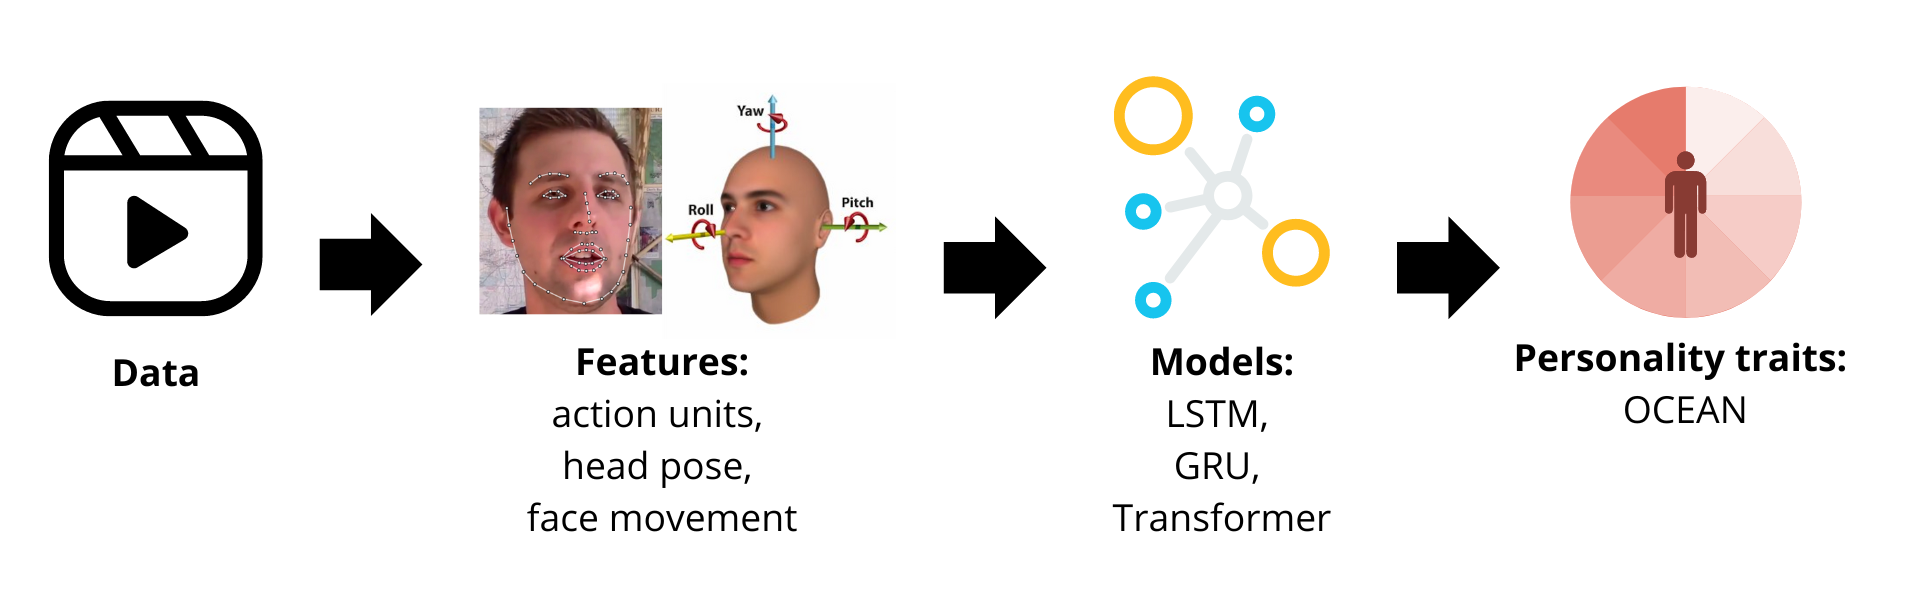 Data
Yaw
Roll
Pitch
Features:
action units,
head pose,
face movement
Models:
LSTM,
GRU,
Transformer
Personality traits:
OCEAN